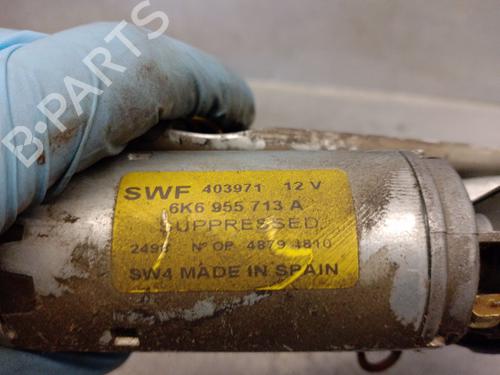 B-PARTS
SWF 403971 12 V
6K6 955 713 A
SUPPRESSED
2498 Nº OP 4879 4810
SW4 MADE IN SPAIN